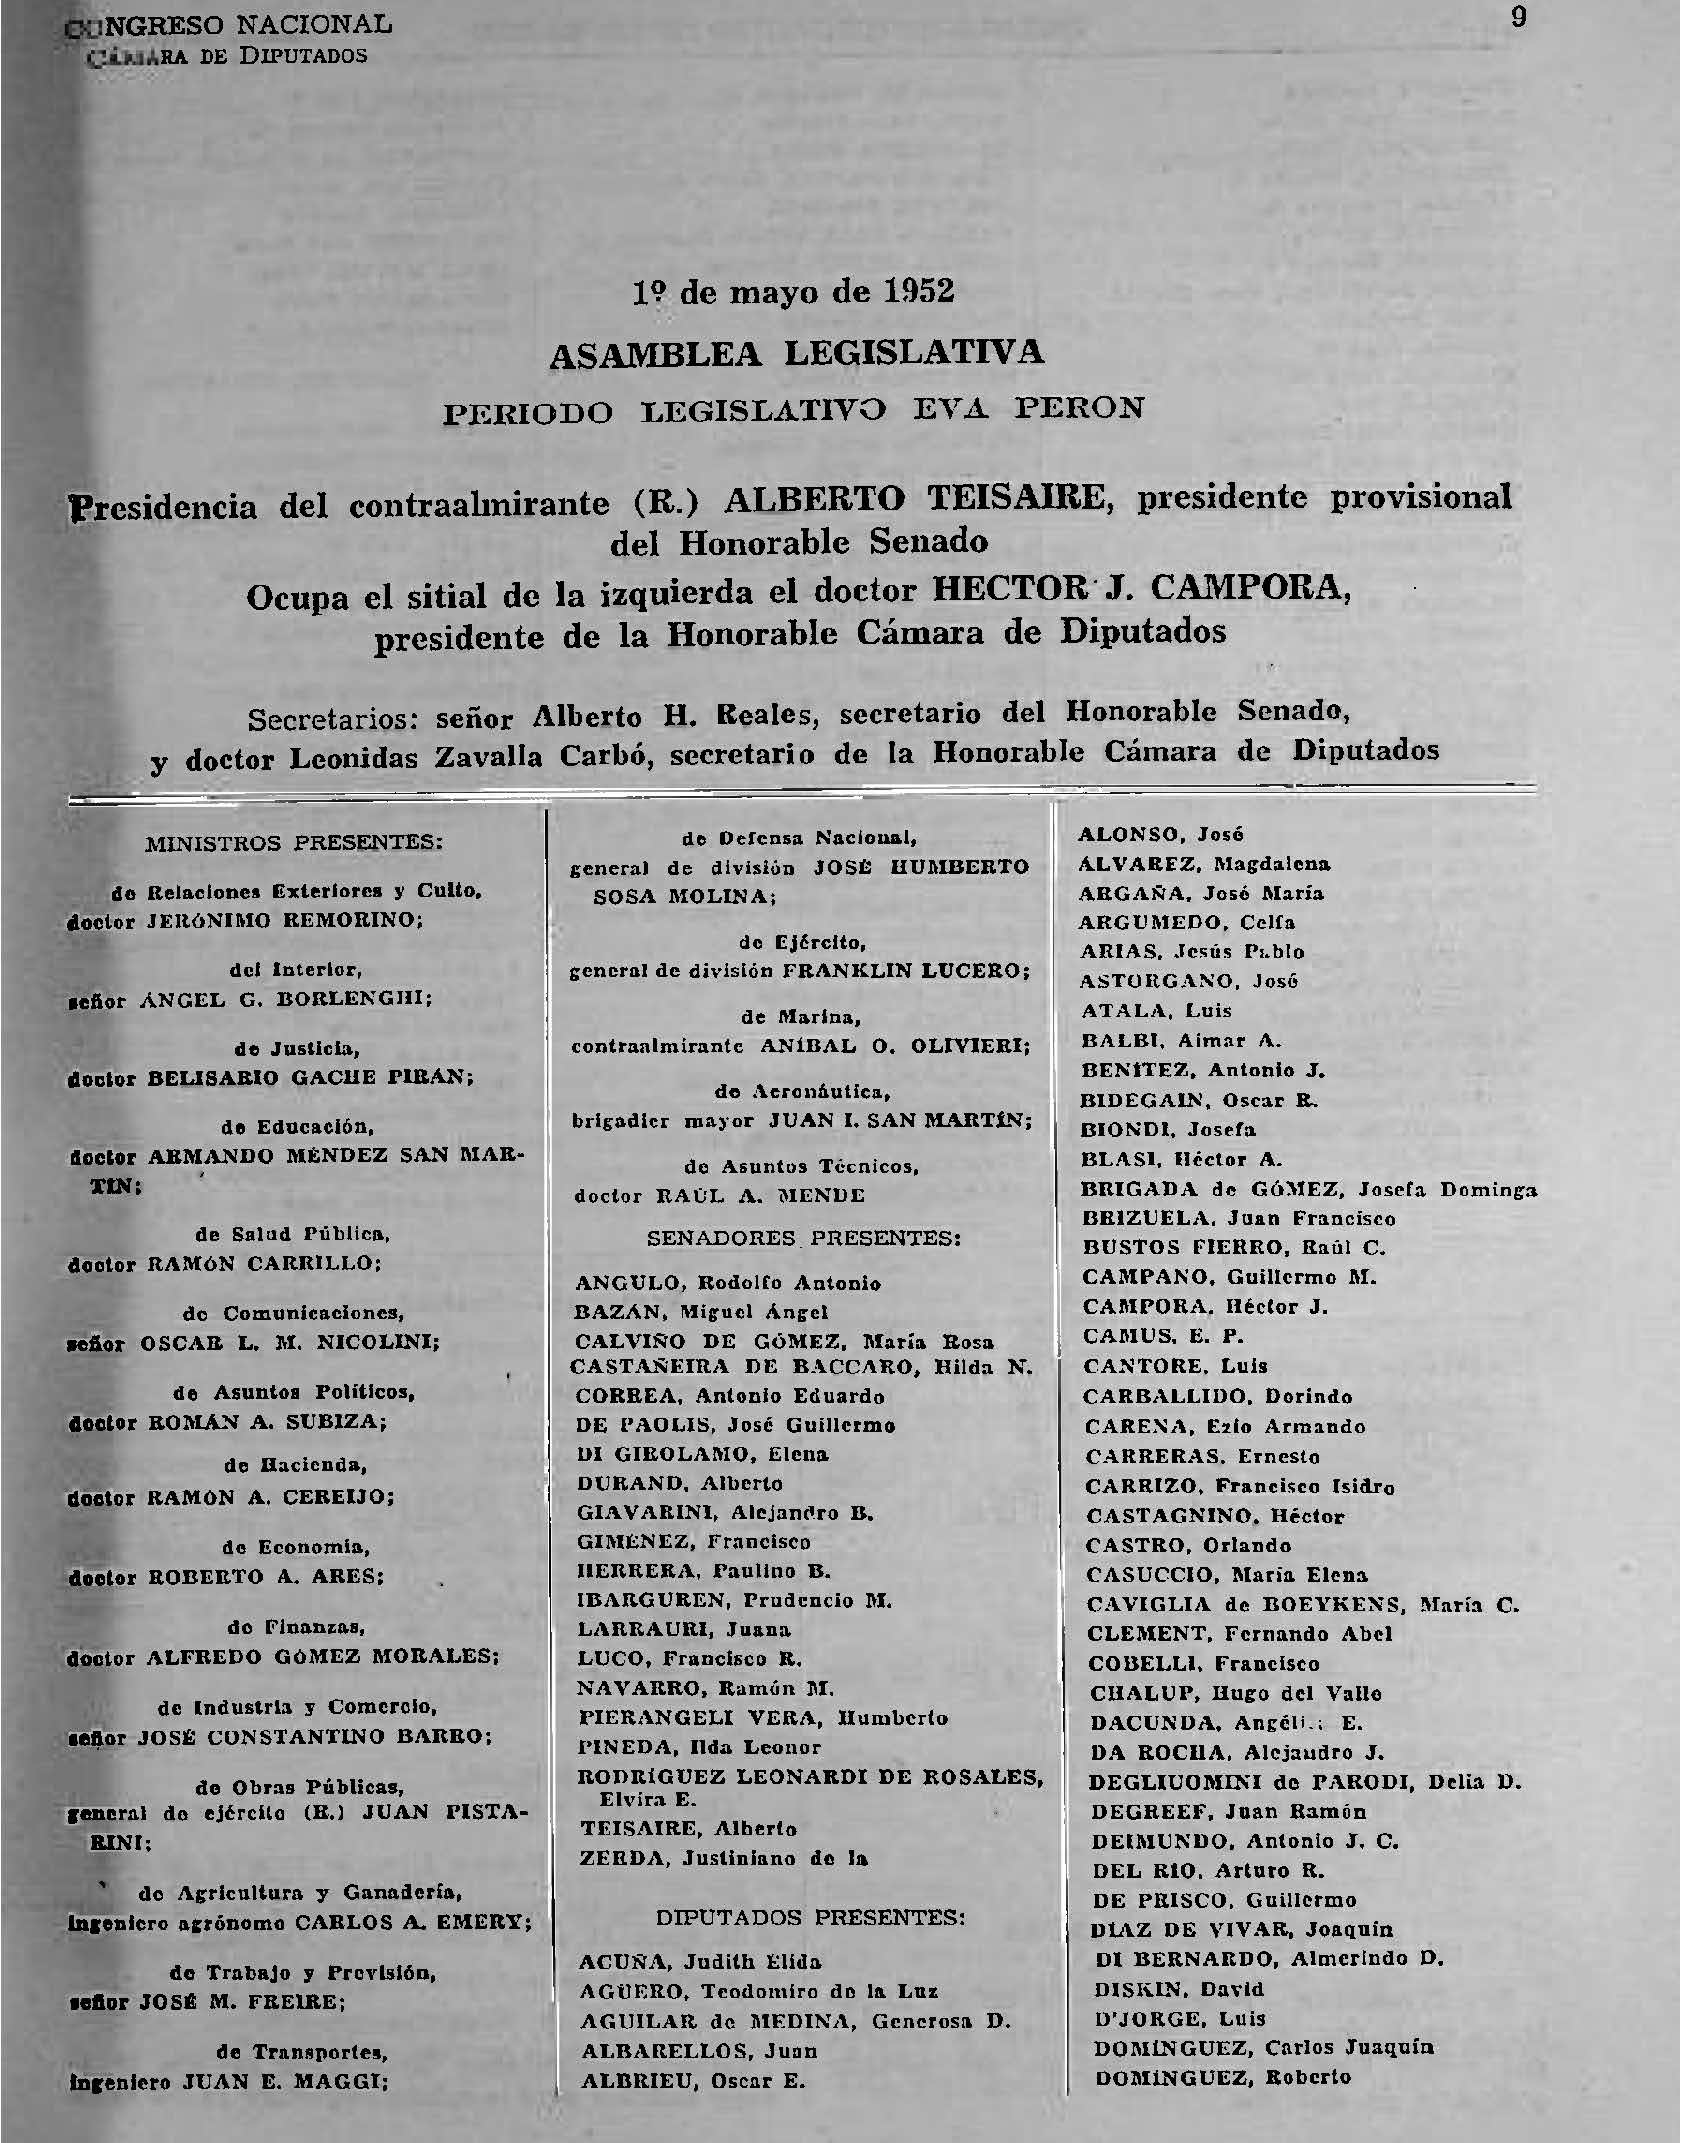 CONGRESO NACIONAL
CÁMARA DE DIPUTADOS
9
1º de mayo de 1952
ASAMBLEA LEGISLATIVA
PERIODO LEGISLATIVO EVA PERON
Presidencia del contraalmirante (R.) ALBERTO TEISAIRE, presidente provisional
del Honorable Senado
Ocupa el sitial de la izquierda el doctor HECTOR J. CAMPORA,
presidente de la Honorable Cámara de Diputados
Secretarios: señor Alberto H. Reales, secretario del Honorable Senado,
y doctor Leonidas Zavalla Carbó, secretario de la Honorable Cámara de Diputados
MINISTROS PRESENTES:
de Relaciones Exteriores y Culto,
doctor JERÓNIMO REMORINO;
del Interior,
señor ÁNGEL G. BORLENGHI;
de Justicia,
doctor BELISARIO GACHE PIRÁN;
de Educación,
doctor ARMANDO MÉNDEZ SAN MAR-
TÍN;
de Salud Pública,
doctor RAMÓN CARRILLO;
de Comunicaciones,
señor OSCAR L. M. NICOLINI;
de Asuntos Políticos,
doctor ROMÁN A. SUBIZA;
de Hacienda,
doctor RAMÓN A. CEREIJO;
de Economía,
doctor ROBERTO A. ARES;
de Finanzas,
doctor ALFREDO GÓMEZ MORALES;
de Industria y Comercio,
señor JOSÉ CONSTANTINO BARRO;
de Obras Públicas,
general de ejército (R.) JUAN PISTA-
RINI;
de Agricultura y Ganadería,
ingeniero agrónomo CARLOS A. EMERY;
de Trabajo y Previsión,
señor JOSÉ M. FREIRE;
de Transportes,
ingeniero JUAN E. MAGGI;
de Defensa Nacional,
general de división JOSÉ HUMBERTO
SOSA MOLINA;
de Ejército,
general de división FRANKLIN LUCERO;
de Marina,
contraalmirante ANÍBAL O. OLIVIERI;
de Aeronáutica,
brigadier mayor JUAN I. SAN MARTÍN;
de Asuntos Técnicos,
doctor RAÚL A. MENDE
SENADORES PRESENTES:
ANGULO, Rodolfo Antonio
BAZÁN, Miguel Ángel
CALVIÑO DE GÓMEZ, María Rosa
CASTAÑEIRA DE BACCARO, Hilda N.
CORREA, Antonio Eduardo
DE PAOLIS, José Guillermo
DI GIROLAMO, Elena
DURAND, Alberto
GIAVARINI, Alejandro B.
GIMÉNEZ, Francisco
HERRERA, Paulino B.
IBARGUREN, Prudencio M.
LARRAURI, Juana
LUCO, Francisco R.
NAVARRO, Ramón M.
PIERANGELI VERA, Humberto
PINEDA, Ilda Leonor
RODRÍGUEZ LEONARDI DE ROSALES,
Elvira E.
TEISAIRE, Alberto
ZERDA, Justiniano de la
DIPUTADOS PRESENTES:
ACUÑA, Judith Elida
AGÜERO, Teodomiro de la Luz
AGUILAR de MEDINA, Generosa D.
ALBARELLOS, Juan
ALBRIEU, Oscar E.
ALONSO, José
ÁLVAREZ, Magdalena
ARGAÑA, José María
ARGUMEDO, Celfa
ARIAS, Jesús Pablo
ASTORGANO, José
ATALA, Luis
BALBI, Aimar A.
BENÍTEZ, Antonio J.
BIDEGAIN, Oscar R.
BIONDI, Josefa
BLASI, Héctor A.
BRIGADA de GÓMEZ, Josefa Dominga
BRIZUELA, Juan Francisco
BUSTOS FIERRO, Raúl C.
CAMPANO, Guillermo M.
CAMPORA, Héctor J.
CAMUS, E. P.
CANTORE, Luis
CARBALLIDO, Dorindo
CARENA, Ezio Armando
CARRERAS, Ernesto
CARRIZO, Francisco Isidro
CASTAGNINO, Héctor
CASTRO, Orlando
CASUCCIO, María Elena
CAVIGLIA de BOEYKENS, María C.
CLEMENT, Fernando Abel
COBELLI, Francisco
CHALUP, Hugo del Valle
DACUNDA, E.
DA ROCHA, Alejandro J.
DEGLIUOMINI de PARODI, Delia D.
DEGREEF, Juan Ramón
DEIMUNDO, Antonio J. C.
DEL RÍO, Arturo R.
DE PRISCO, Guillermo
DÍAZ DE VIVAR, Joaquín
DI BERNARDO, Almerindo D.
DISKIN, David
D'JORGE, Luis
DOMÍNGUEZ, Carlos Juaquín
DOMÍNGUEZ, Roberto